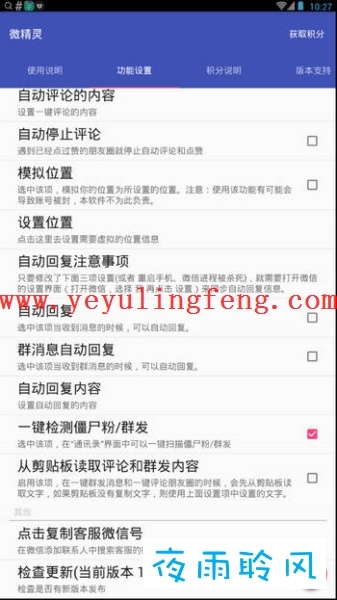 10:27
微精灵
获取积分
使用说明
功能设置
积分说明
版本支持
自动评论的内容
设置一键评论的内容
自动停止评论
遇到已经点过赞的朋友圈就停止自动评论和点赞
模拟位置
选中该项，模拟你的位置为所设置的位置。注意：使用该功能有可能会
导致账号被封，本软件不为此负责。
设置位置
点击这里去设置需要虚拟的位置信息
自动回复注意事项
只要修改了下面三项设置(或者 重启手机、微信进程被杀死)，就需要打开微信
的设置界面（打开微信，选择 我 再点击 设置）来同步自动回复信息。
www.yeyulingfeng.com
自动回复
选中该项当收到消息的时候，可以自动回复。
群消息自动回复
选中该项当收到群消息的时候，可以自动回复。
自动回复内容
设置自动回复的内容
一键检测僵尸粉/群发
选中该项，在“通讯录”界面中可以一键扫描僵尸粉/群发
从剪贴板读取评论和群发内容
启用该项，在一键群发消息和一键评论朋友圈的时候，会先从剪贴板读
取文字，如果剪贴板没有复制文字，则使用上面设置项中设置的文字。
其他
点击复制客服微信号
在微信添加联系人中搜索客服的微
检查更新(当前版本 1
检查是否有新版本发布
夜雨聆风